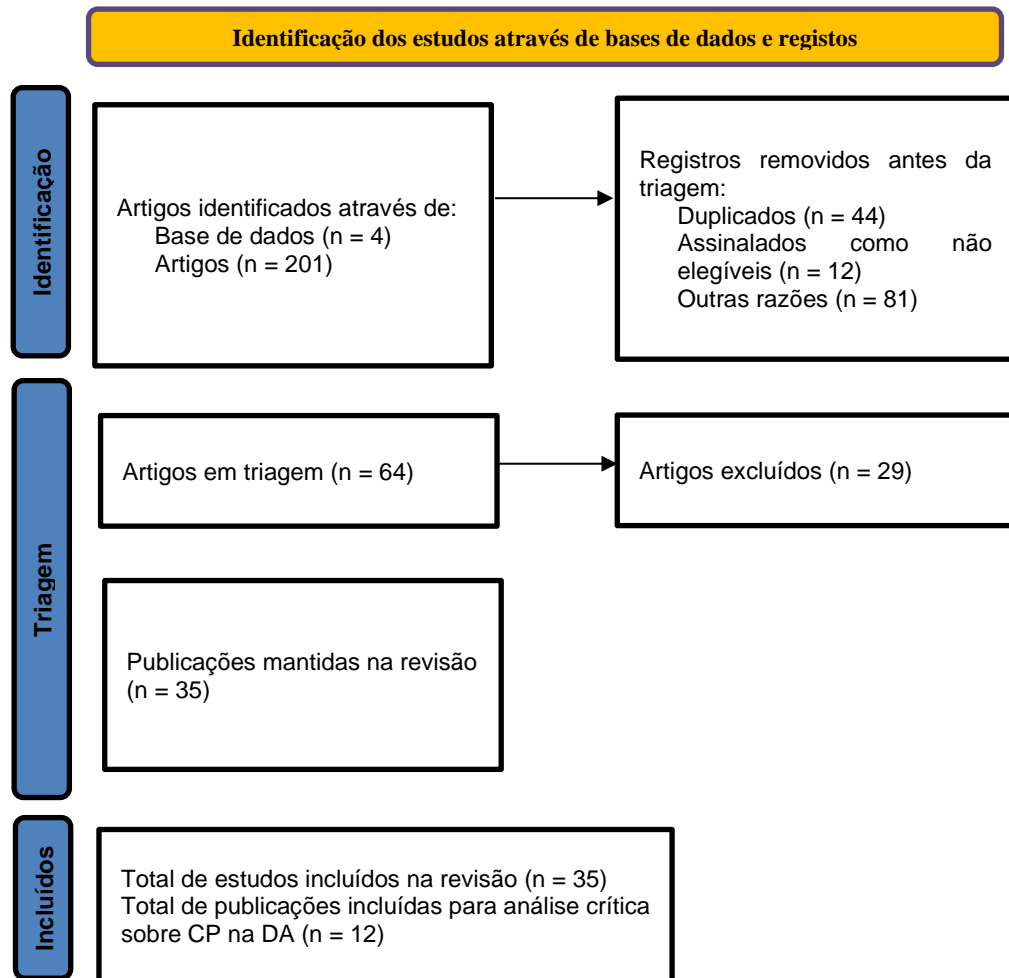 Identificação dos estudos através de bases de dados e registos
Identificação
Artigos identificados através de:
Base de dados (n = 4)
Artigos (n = 201)
Registros removidos antes da
triagem:
Duplicados (n = 44)
Assinalados como não
elegíveis (n = 12)
Outras razões (n = 81)
Triagem
Artigos em triagem (n = 64)
Artigos excluídos (n = 29)
Publicações mantidas na revisão
(n = 35)
Incluídos
Total de estudos incluídos na revisão (n = 35)
Total de publicações incluídas para análise crítica
sobre CP na DA (n = 12)